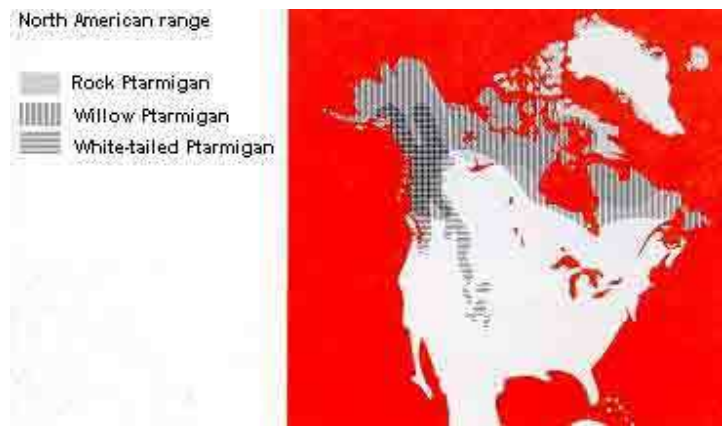 North American range
Rock Ptarmigan
Willow Ptarmigan
White-tailed Ptarmigan